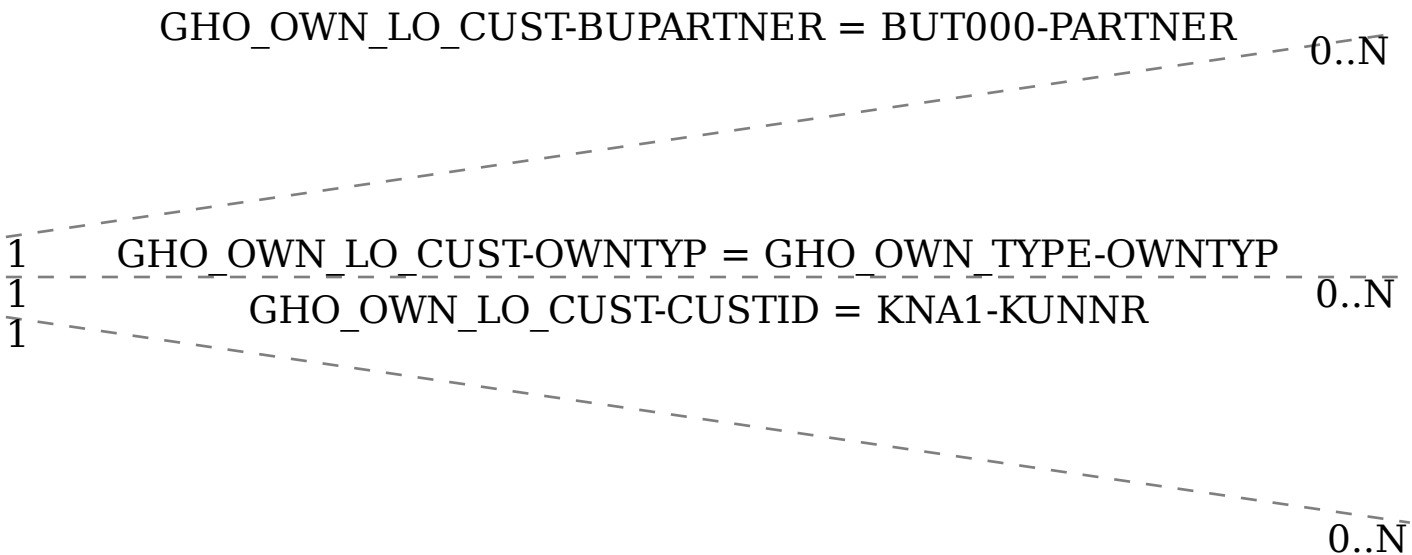 GHO_OWN_LO_CUST-BUPARTNER = BUT000-PARTNER
0..N
1
GHO_OWN_LO_CUST-OWNTYP = GHO_OWN_TYPE-OWNTYP
1
0..N
GHO_OWN_LO_CUST-CUSTID = KNA1-KUNNR
1
0..N